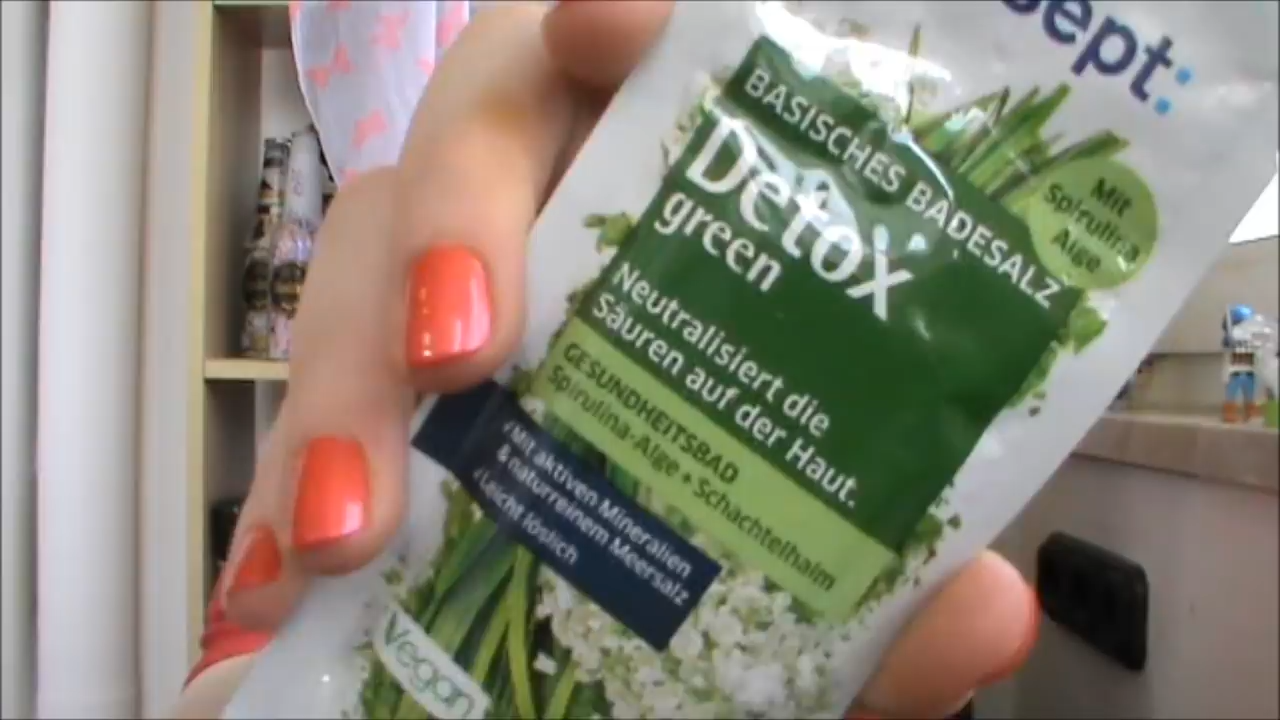 sept:
BASISCHES BADESALZ
Detox
green
Mit
Spirulina
Alge
Neutralisiert die
Säuren auf der Haut.
GESUNDHEITSBAD
Spirulina-Alge + Schachtelhalm
✓Mit aktiven Mineralien
& naturreinem Meersalz
✓Leicht löslich
Vegan